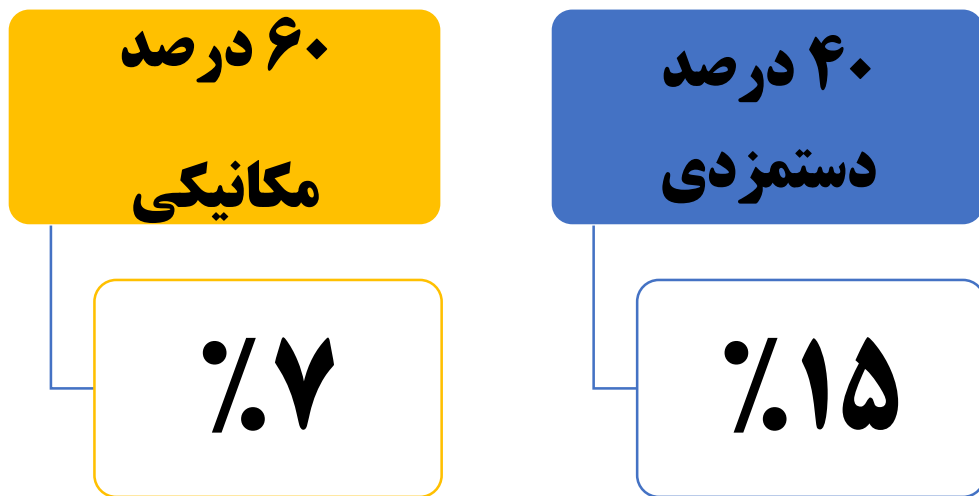 ۴۰ درصد
دستمزدی
٪۱۵
۶۰ درصد
مکانیکی
٪۷